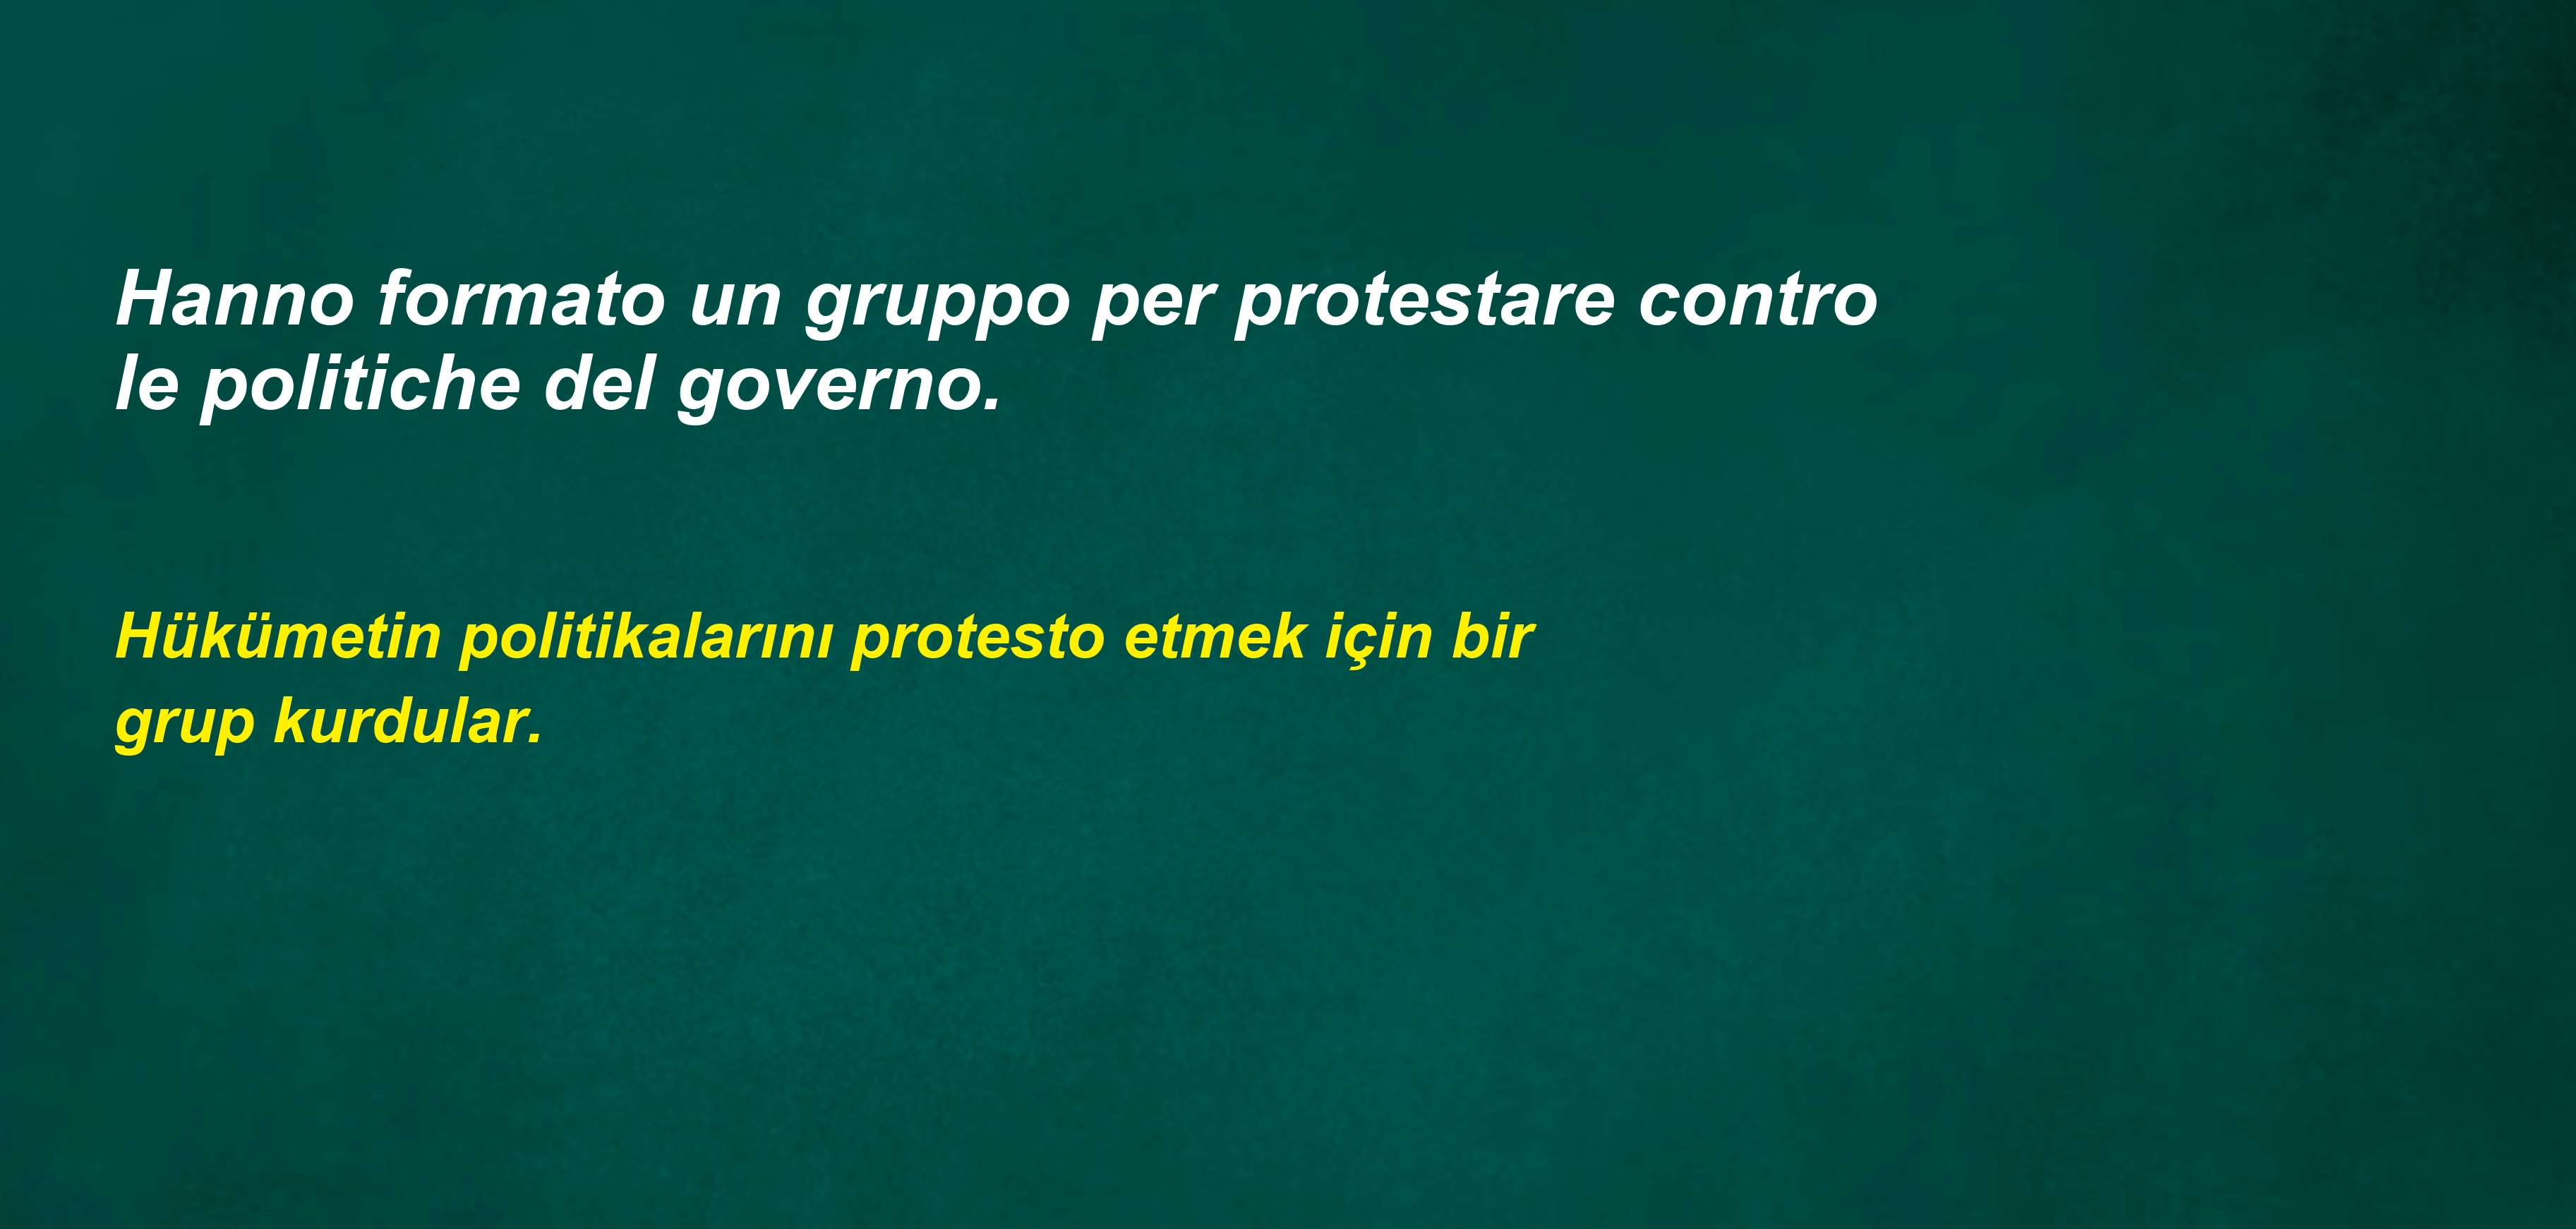 Hanno formato un gruppo per protestare contro
le politiche del governo.
Hükümetin politikalarını protesto etmek için bir
grup kurdular.